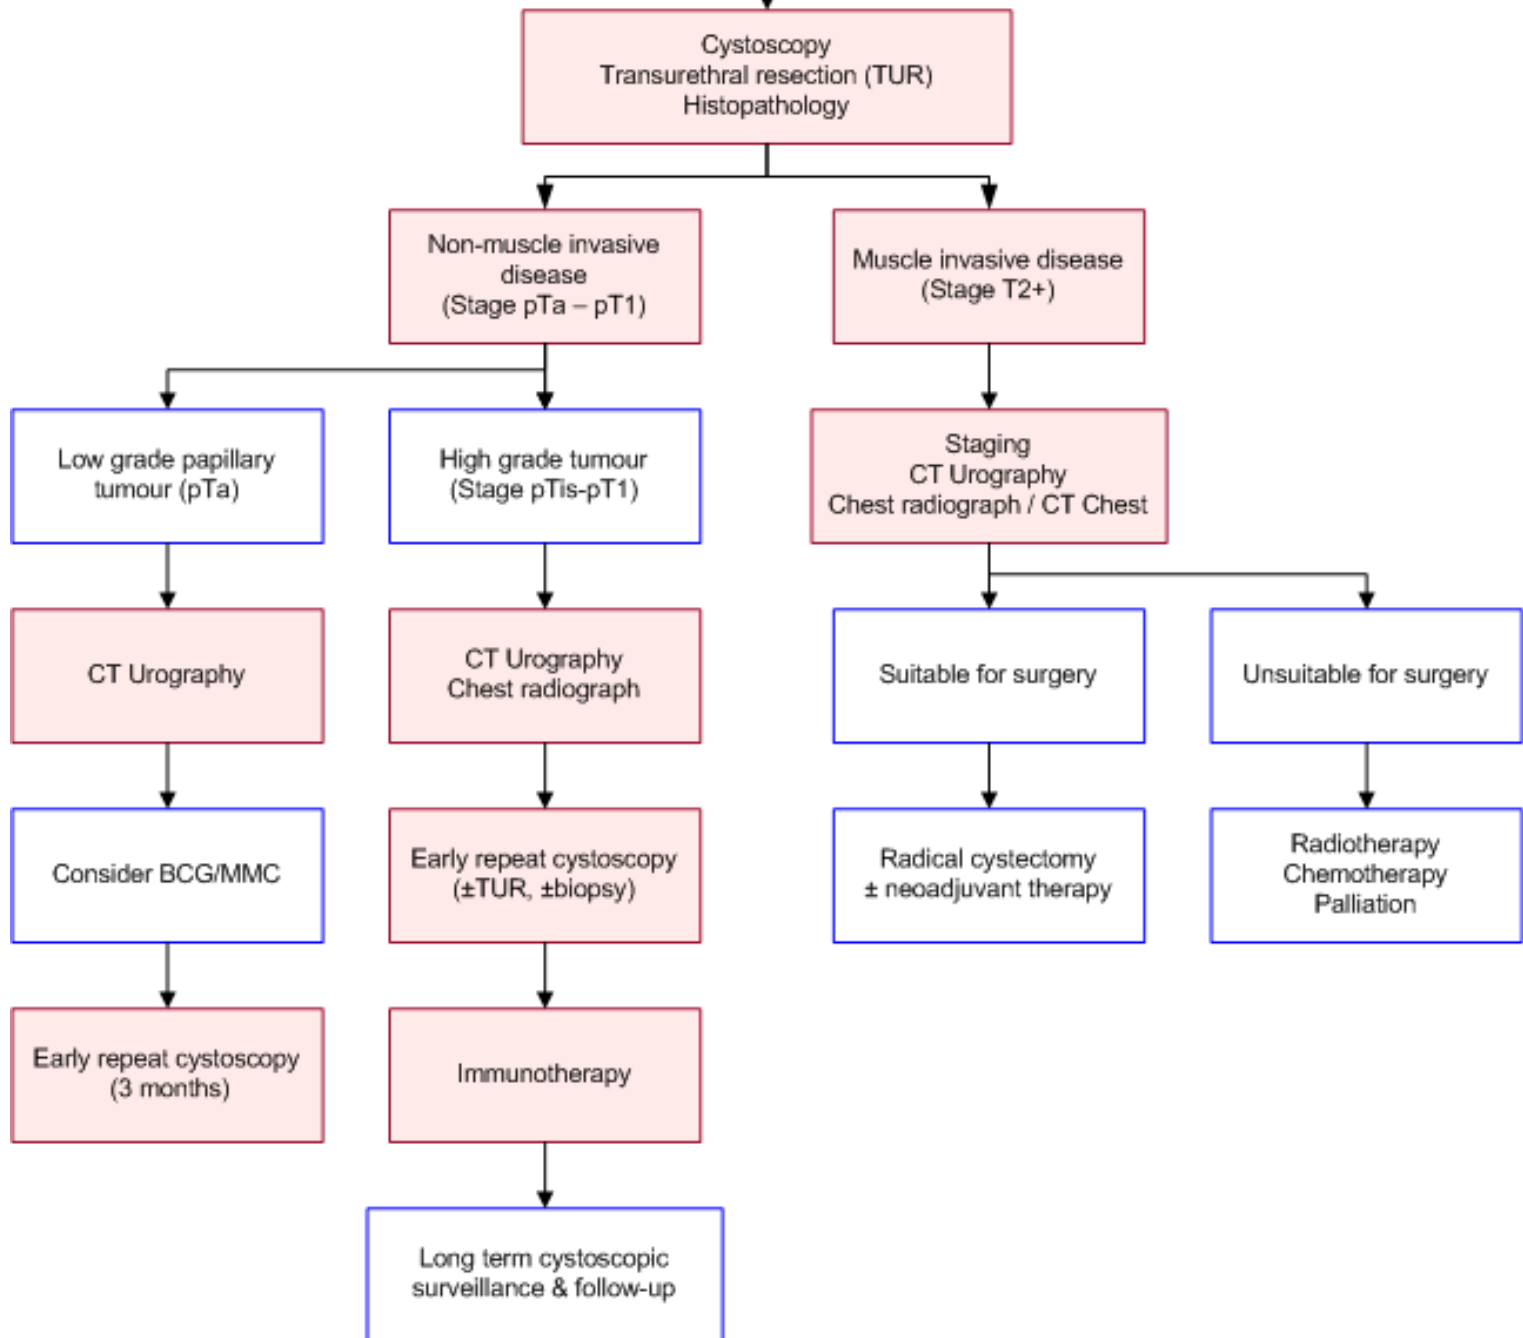 Cystoscopy
Transurethral resection (TUR)
Histopathology
Non-muscle invasive
disease
(Stage pTa – pT1)
Muscle invasive disease
(Stage T2+)
Low grade papillary
tumour (pTa)
High grade tumour
(Stage pTis-pT1)
Staging
CT Urography
Chest radiograph / CT Chest
CT Urography
CT Urography
Chest radiograph
Suitable for surgery
Unsuitable for surgery
Consider BCG/MMC
Early repeat cystoscopy
(±TUR, ±biopsy)
Radical cystectomy
± neoadjuvant therapy
Radiotherapy
Chemotherapy
Palliation
Early repeat cystoscopy
(3 months)
Immunotherapy
Long term cystoscopic
surveillance & follow-up